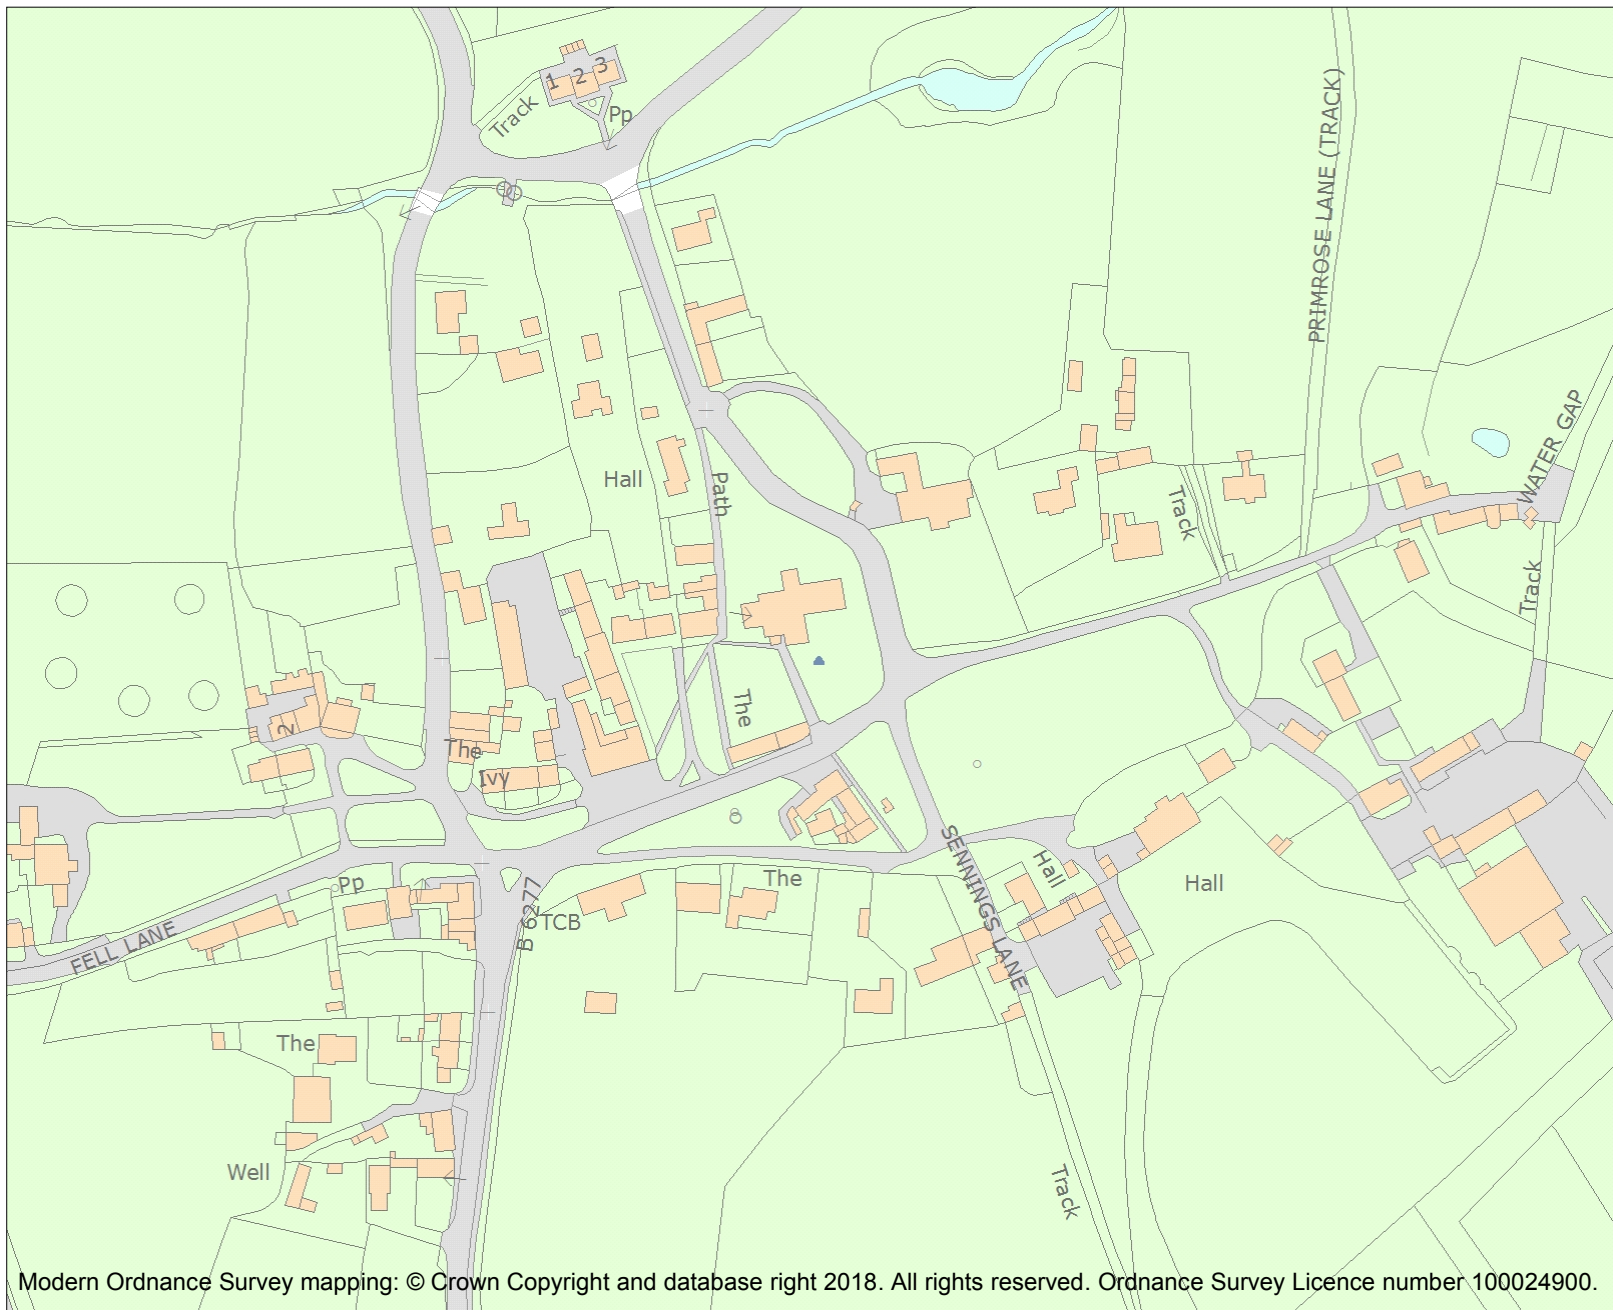 1 2 3
Track
Pp
PRIMROSE LANE (TRACK)
WATER GAP
Hall
Path
Track
Track
2
The
The
Ivy
SENNINGS LANE
Hall
The
Hall
Pp
B 6277
TCB
FELL LANE
The
Well
Track
Modern Ordnance Survey mapping: © Crown Copyright and database right 2018. All rights reserved. Ordnance Survey Licence number 100024900.